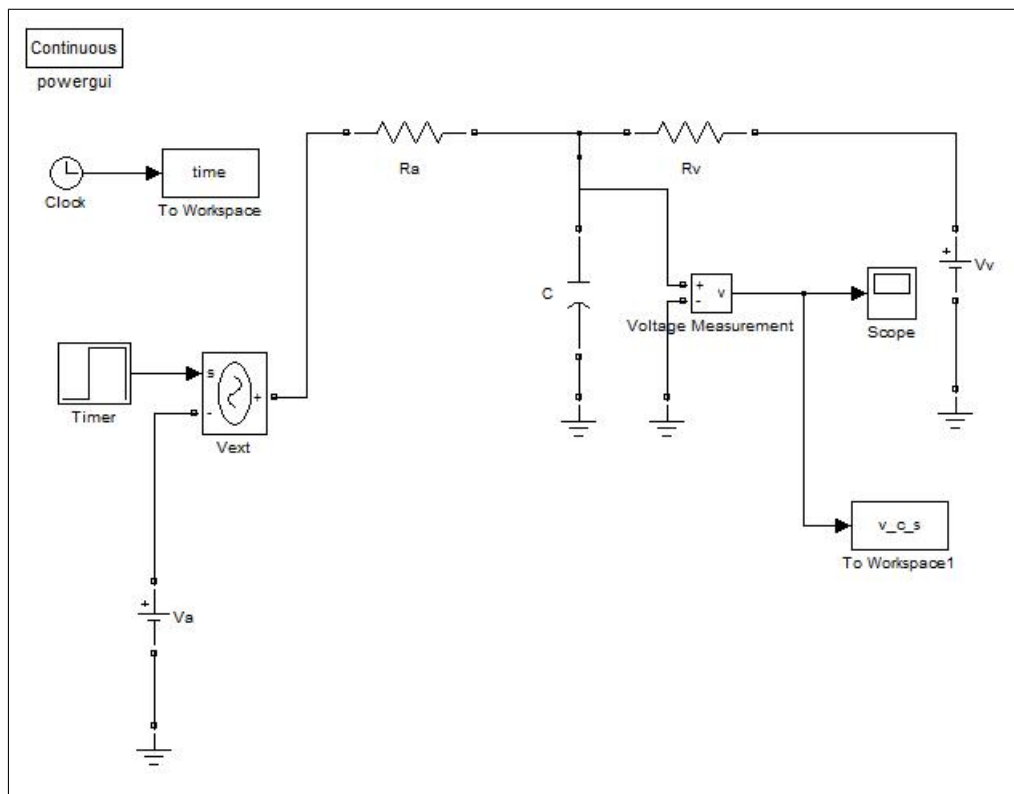 Continuous
powergui
Ra
Rv
time
Clock
To Workspace
+
Vv
C
+
-
v
Voltage Measurement
Scope
s
-
+
Timer
Vext
v_c_s
To Workspace1
+
Va